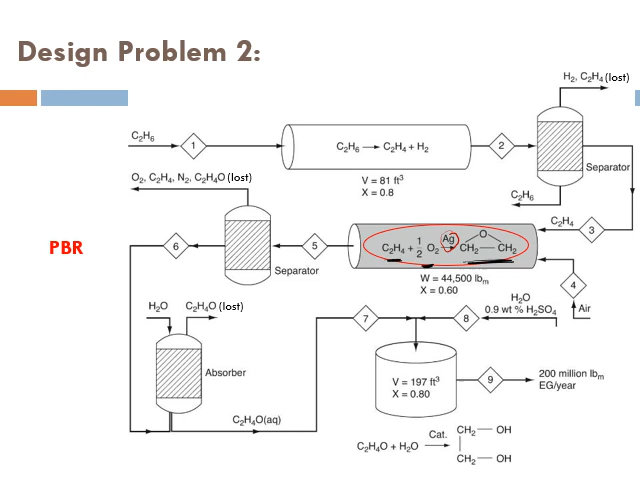 Design Problem 2:
H₂, C₂H₄ (lost)
C₂H₆
1
C₂H₆ → C₂H₄ + H₂
2
Separator
V = 81 ft³
X = 0.8
O₂, C₂H₄, N₂, C₂H₄O (lost)
C₂H₆
C₂H₄
3
PBR
6
5
C₂H₄ + 1/2 O₂ Ag → CH₂ — CH₂ O
Separator
W = 44,500 lbₘ
X = 0.60
4
Air
H₂O
C₂H₄O (lost)
7
8
H₂O
0.9 wt % H₂SO₄
Absorber
V = 197 ft³
X = 0.80
9
200 million lbₘ
EG/year
C₂H₄O(aq)
C₂H₄O + H₂O Cat. → CH₂ — OH
CH₂ — OH